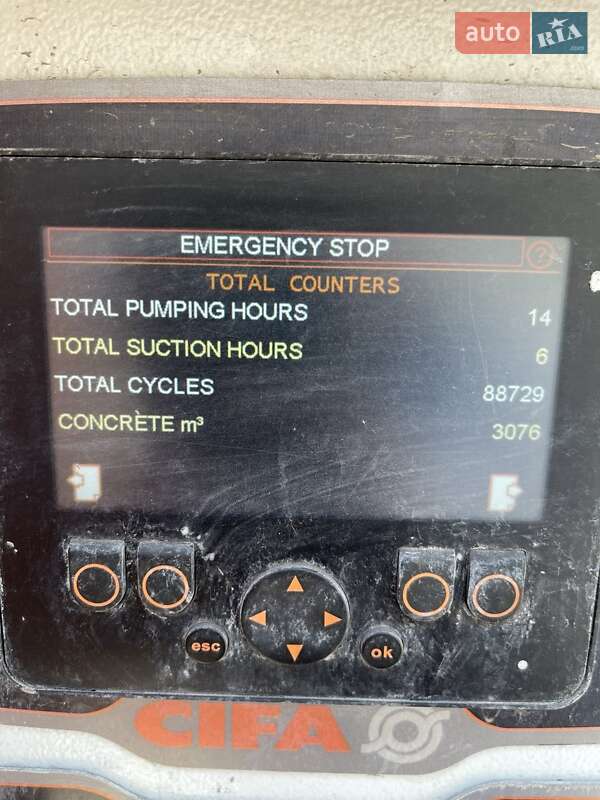 auto RIA .com
EMERGENCY STOP ?
TOTAL COUNTERS
TOTAL PUMPING HOURS 14
TOTAL SUCTION HOURS 6
TOTAL CYCLES 88729
CONCRÈTE m³ 3076
esc ok
CIFA